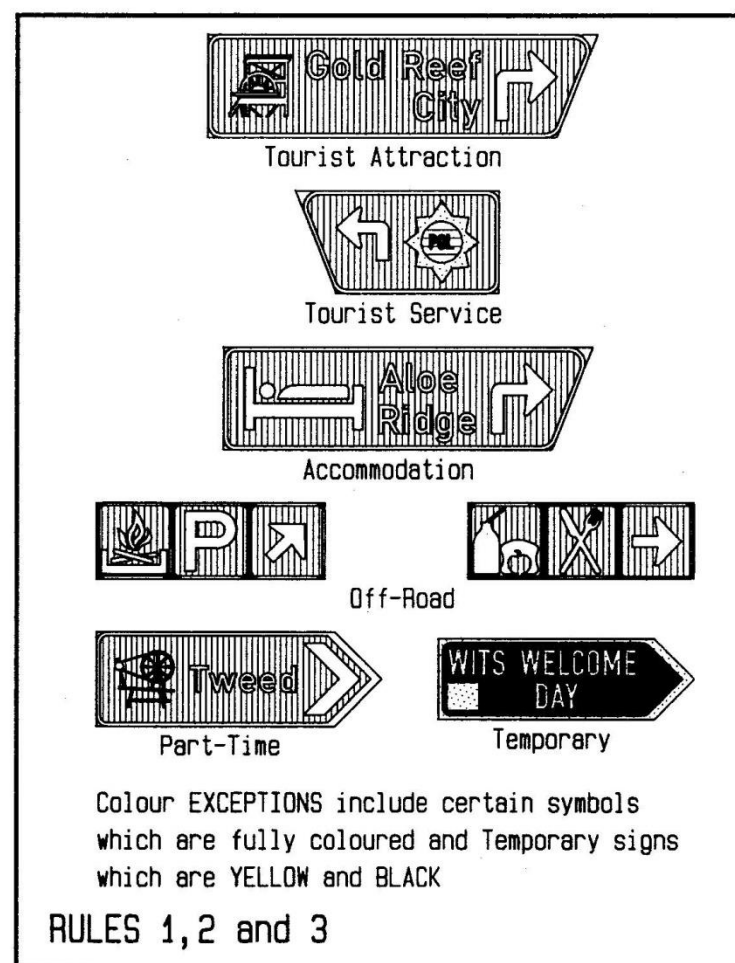 Gold Reef
City
Tourist Attraction
POL
Tourist Service
Aloe
Ridge
Accommodation
P
Off-Road
Tweed
Part-Time
WITS WELCOME
DAY
Temporary
Colour EXCEPTIONS include certain symbols
which are fully coloured and Temporary signs
which are YELLOW and BLACK
RULES 1,2 and 3